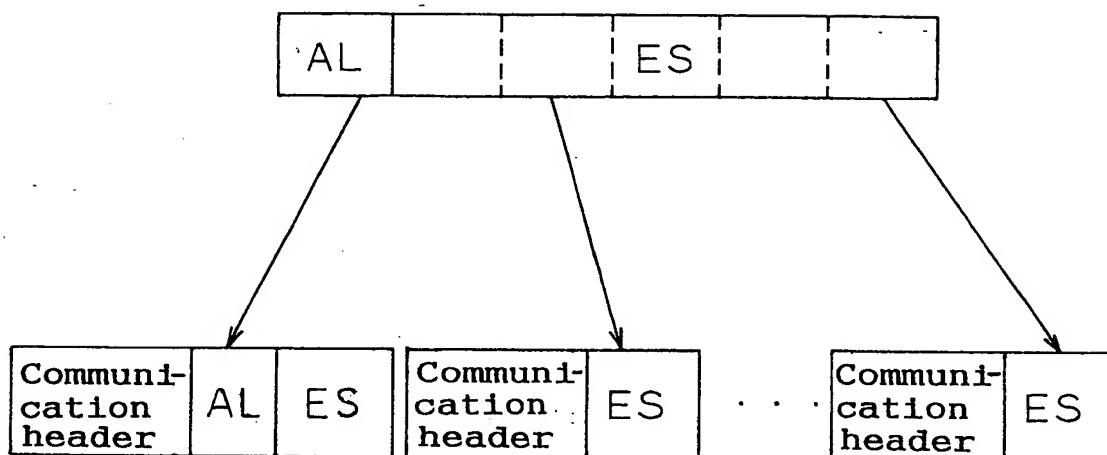 AL ES
Communi-
cation
header AL ES
Communi-
cation
header ES
Communi-
cation
header ES